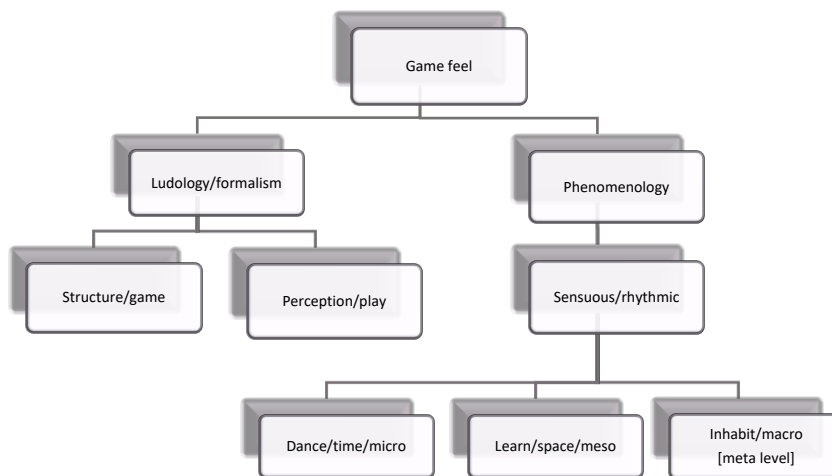 Game feel
Ludology/formalism
Phenomenology
Structure/game
Perception/play
Sensuous/rhythmic
Dance/time/micro
Learn/space/meso
Inhabit/macro
[meta level]